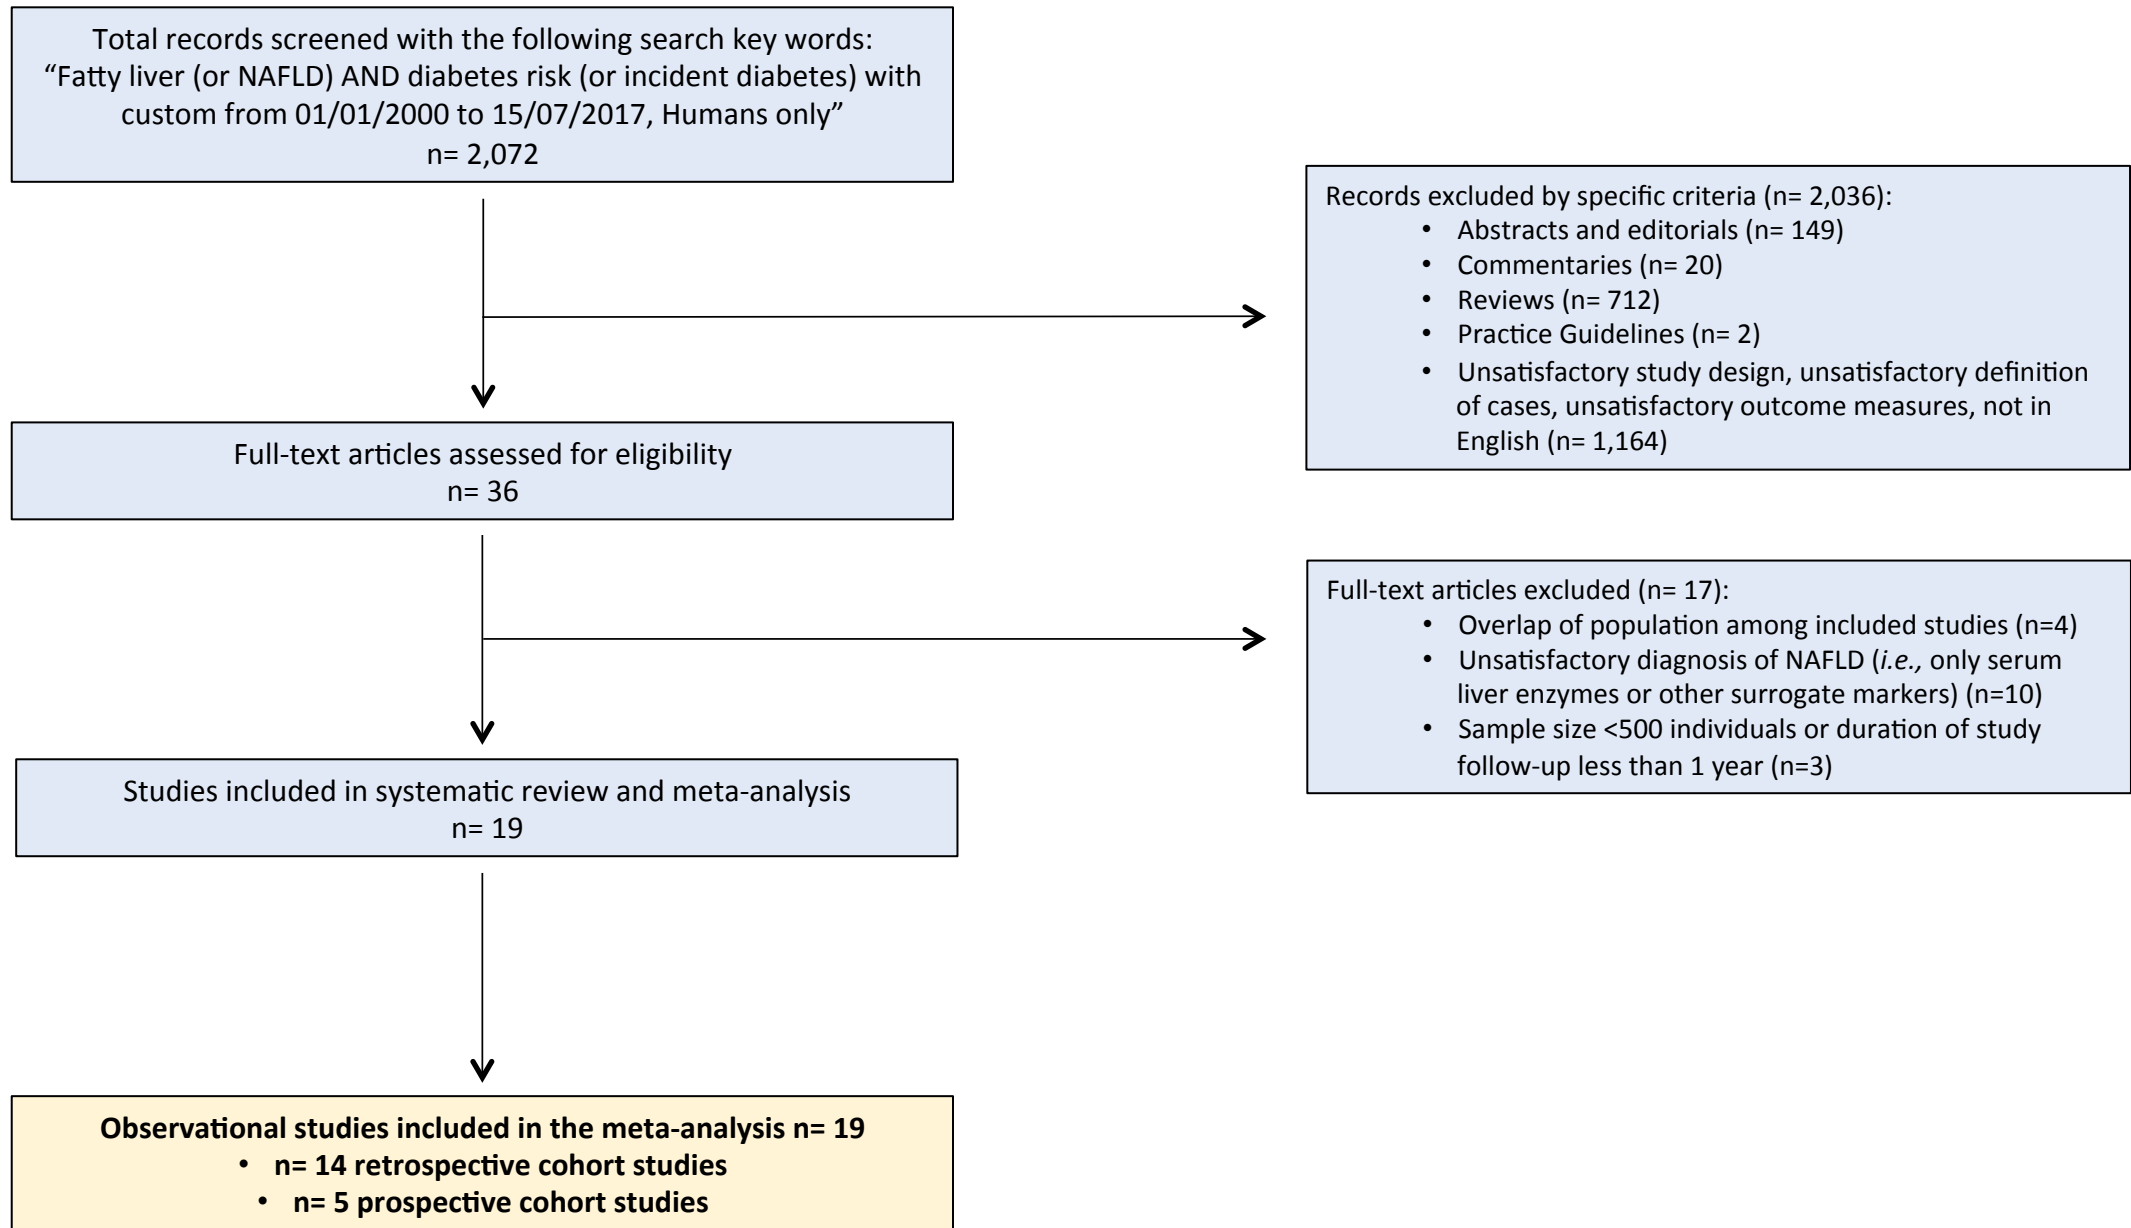 Total records screened with the following search key words:
“Fatty liver (or NAFLD) AND diabetes risk (or incident diabetes) with
custom from 01/01/2000 to 15/07/2017, Humans only”
n= 2,072
Records excluded by specific criteria (n= 2,036):
• Abstracts and editorials (n= 149)
• Commentaries (n= 20)
• Reviews (n= 712)
• Practice Guidelines (n= 2)
• Unsatisfactory study design, unsatisfactory definition
of cases, unsatisfactory outcome measures, not in
English (n= 1,164)
Full-text articles assessed for eligibility
n= 36
Full-text articles excluded (n= 17):
• Overlap of population among included studies (n=4)
• Unsatisfactory diagnosis of NAFLD (i.e., only serum
liver enzymes or other surrogate markers) (n=10)
• Sample size <500 individuals or duration of study
follow-up less than 1 year (n=3)
Studies included in systematic review and meta-analysis
n= 19
Observational studies included in the meta-analysis n= 19
• n= 14 retrospective cohort studies
• n= 5 prospective cohort studies